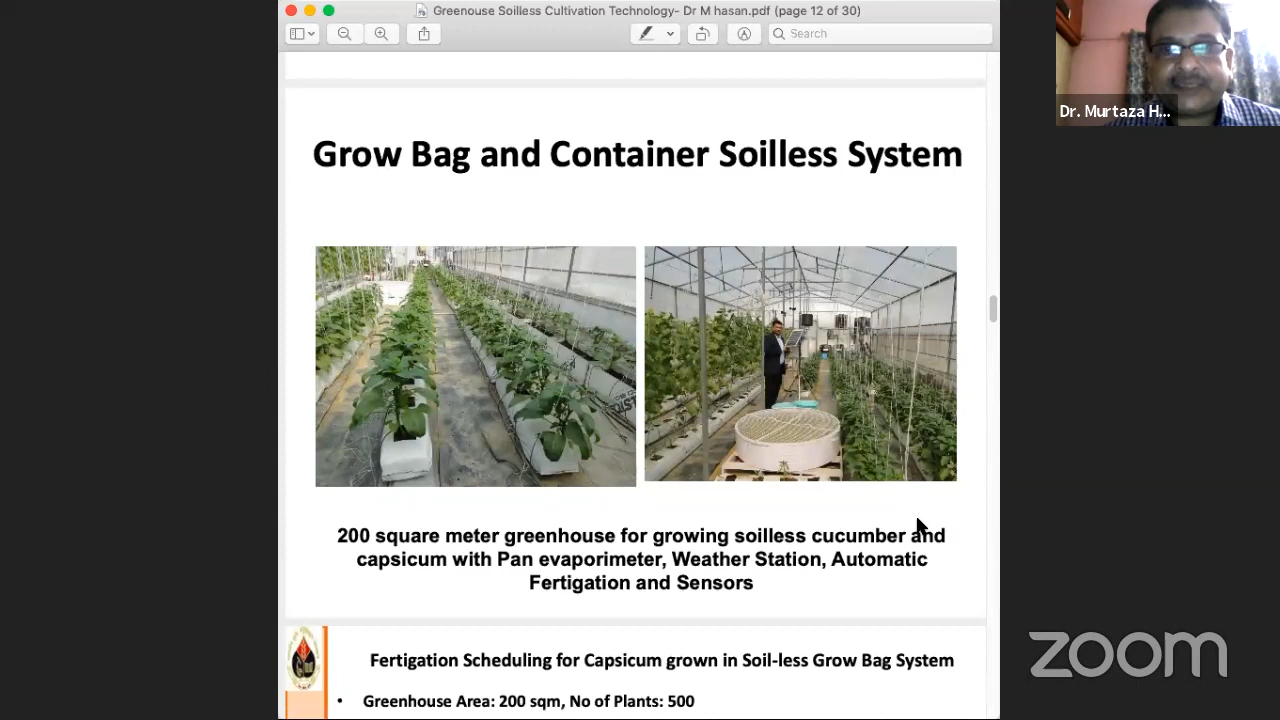 Greenouse Soilless Cultivation Technology- Dr M hasan.pdf (page 12 of 30)
Search
Dr. Murtaza H...
Grow Bag and Container Soilless System
200 square meter greenhouse for growing soilless cucumber and
capsicum with Pan evaporimeter, Weather Station, Automatic
Fertigation and Sensors
Fertigation Scheduling for Capsicum grown in Soil-less Grow Bag System
• Greenhouse Area: 200 sqm, No of Plants: 500
zoom